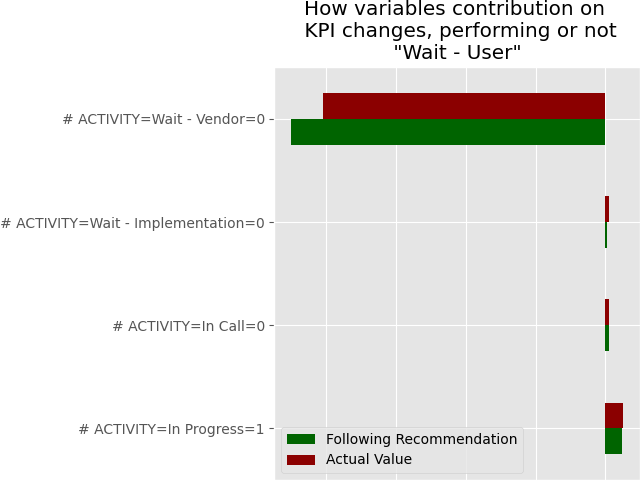 How variables contribution on
KPI changes, performing or not
"Wait - User"
# ACTIVITY=Wait - Vendor=0
# ACTIVITY=Wait - Implementation=0
# ACTIVITY=In Call=0
# ACTIVITY=In Progress=1
Following Recommendation
Actual Value